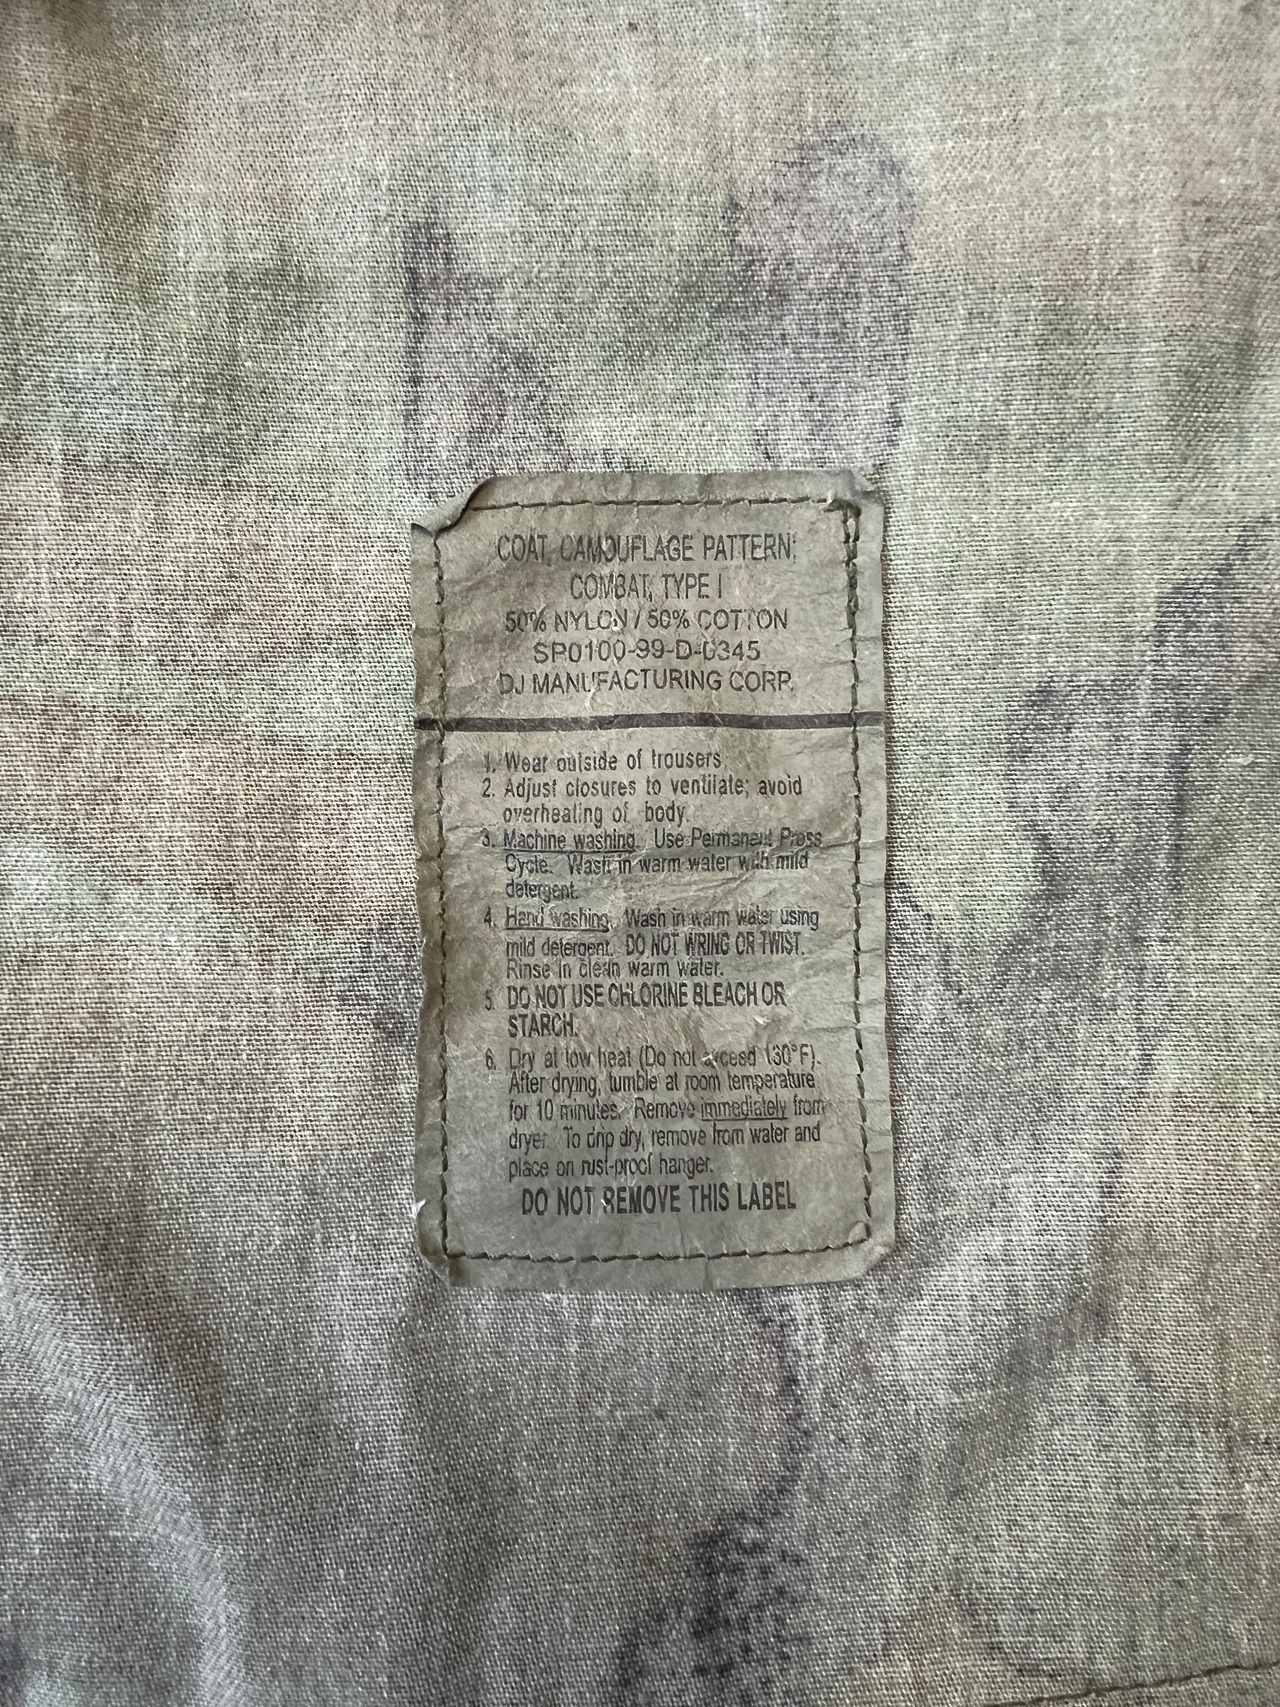 COAT, CAMOUFLAGE PATTERN:
COMBAT, TYPE I
50% NYLON / 50% COTTON
SP0100-99-D-0345
DJ MANUFACTURING CORP.
1. Wear outside of trousers.
2. Adjust closures to ventilate; avoid
overheating of body.
3. Machine washing. Use Permanent Press
Cycle. Wash in warm water with mild
detergent.
4. Hand washing. Wash in warm water using
mild detergent. DO NOT WRING OR TWIST.
Rinse in clean warm water.
5. DO NOT USE CHLORINE BLEACH OR
STARCH.
6. Dry at low heat (Do not exceed
After drying, tumble at room temperature
for 10 minutes. Remove immediately from
dryer. To drip dry, remove from water and
place on rust-proof hanger.
DO NOT REMOVE THIS LABEL